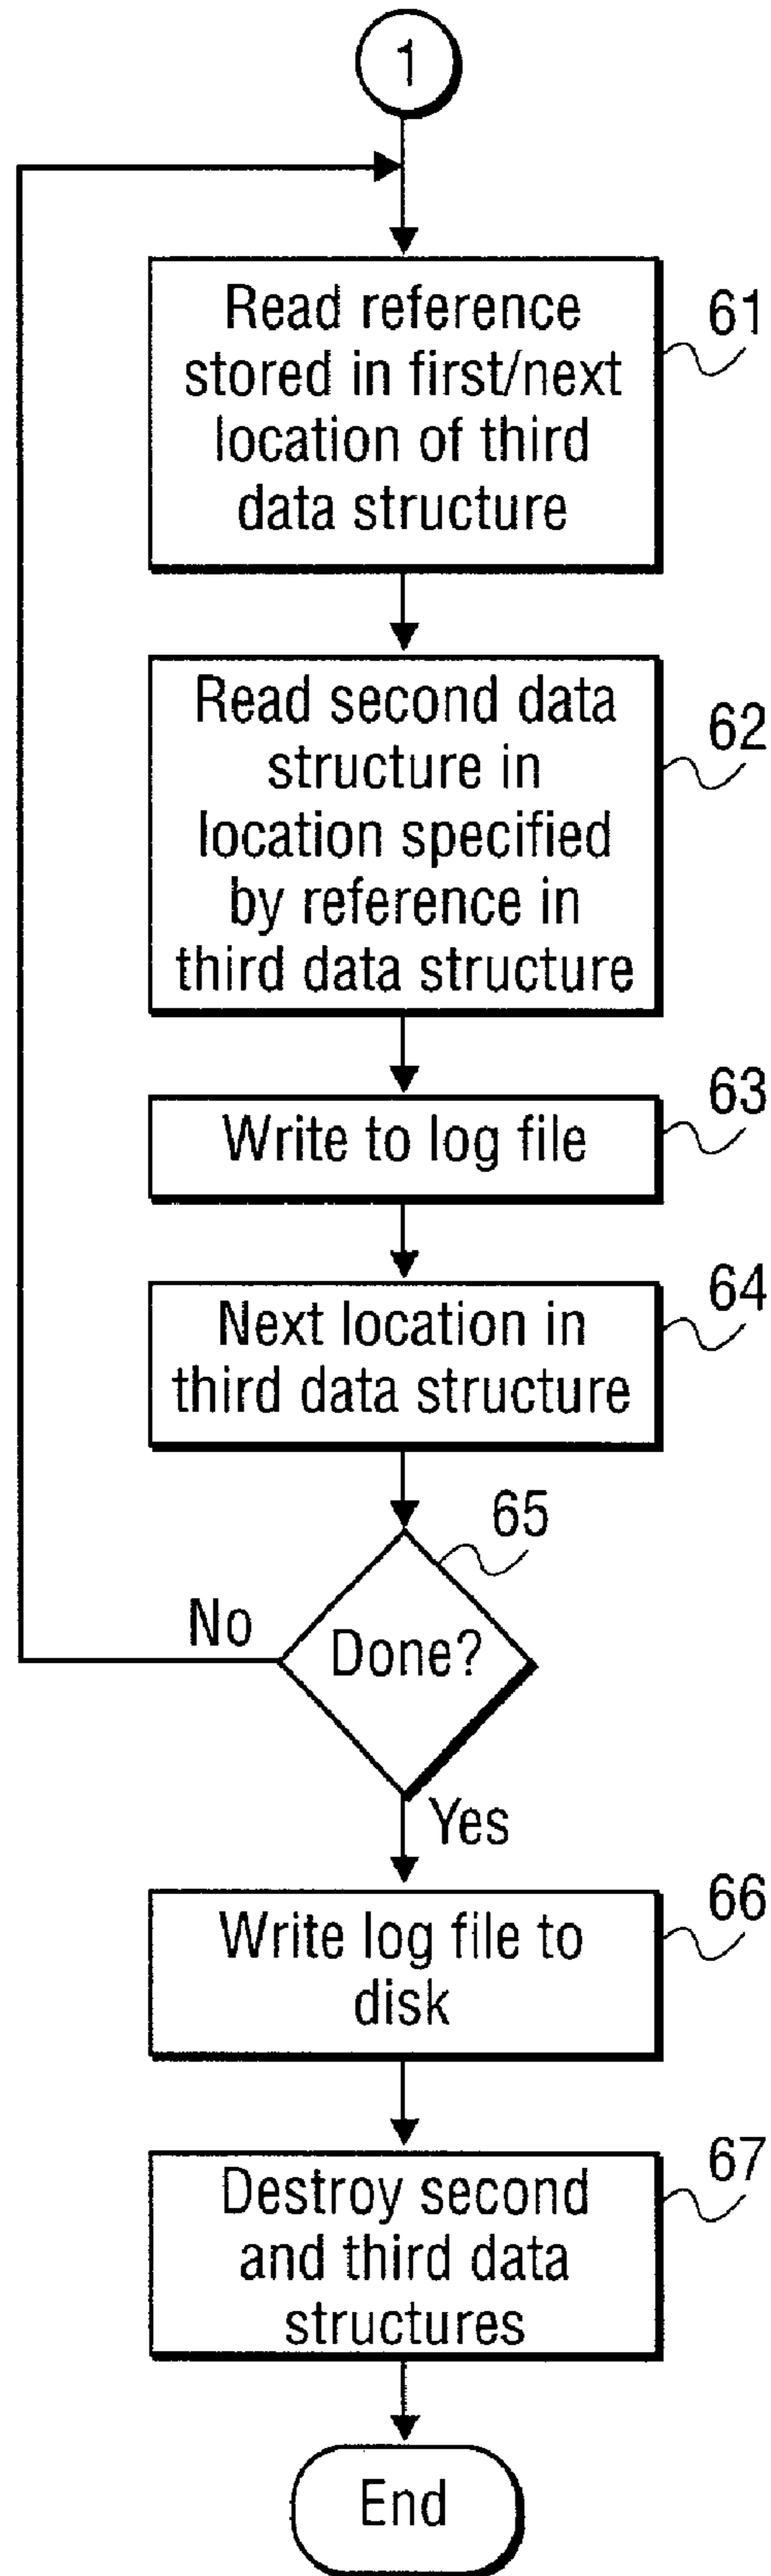 1
Read reference
stored in first/next
location of third
data structure
61
Read second data
structure in
location specified
by reference in
third data structure
62
Write to log file
63
Next location in
third data structure
64
Done?
65
No
Yes
Write log file to
disk
66
Destroy second
and third data
structures
67
End